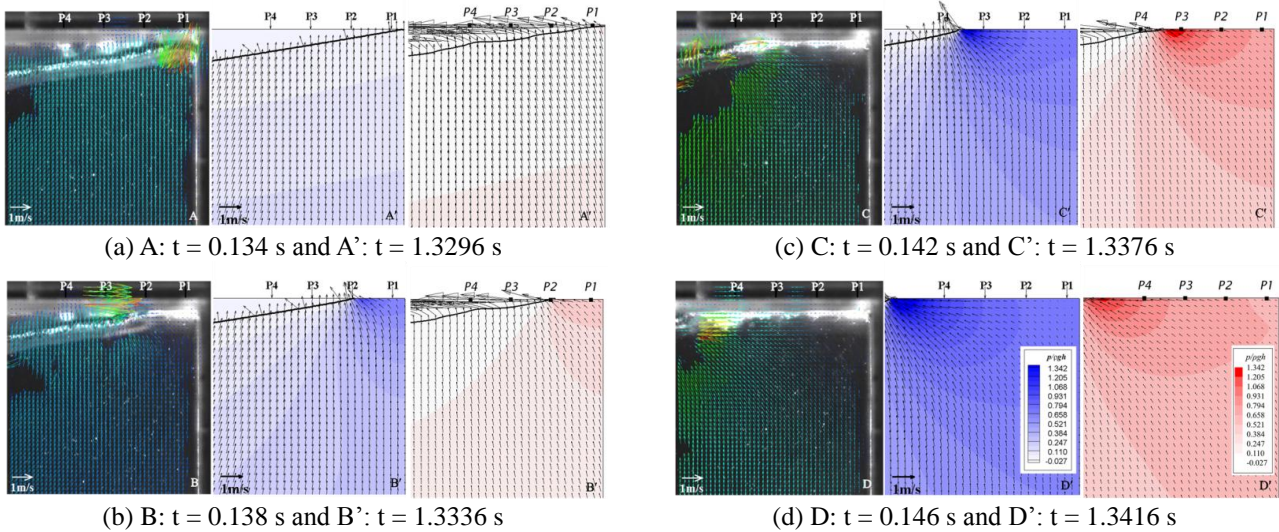 P4 P3 P2 P1
P4 P3 P2 P1
P4 P3 P2 P1
1m/s A
1m/s A'
A'
(a) A: t = 0.134 s and A’: t = 1.3296 s
P4 P3 P2 P1
P4 P3 P2 P1
P4 P3 P2 P1
1m/s B
1m/s B'
B'
(b) B: t = 0.138 s and B’: t = 1.3336 s
P4 P3 P2 P1
P4 P3 P2 P1
P4 P3 P2 P1
1m/s C
1m/s C'
C'
(c) C: t = 0.142 s and C’: t = 1.3376 s
P4 P3 P2 P1
P4 P3 P2 P1
P4 P3 P2 P1
p/ρgh
1.342
1.205
1.068
0.931
0.794
0.658
0.521
0.384
0.247
0.110
-0.027
p/ρgh
1.342
1.205
1.068
0.931
0.794
0.658
0.521
0.384
0.247
0.110
-0.027
1m/s D
1m/s D'
D'
(d) D: t = 0.146 s and D’: t = 1.3416 s